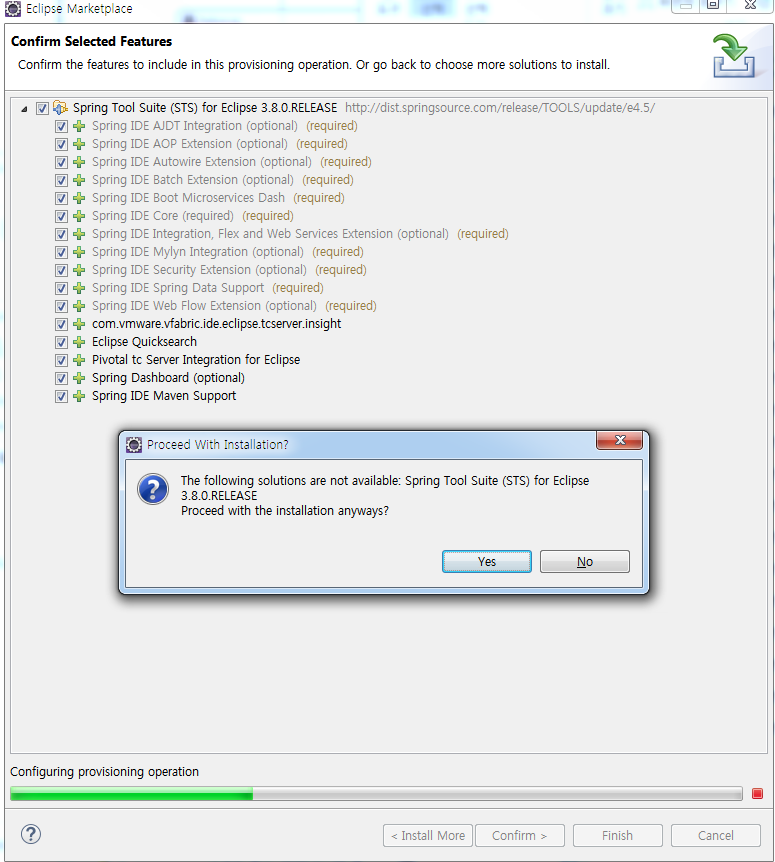 Eclipse Marketplace
Confirm Selected Features
Confirm the features to include in this provisioning operation. Or go back to choose more solutions to install.
Spring Tool Suite (STS) for Eclipse 3.8.0.RELEASE http://dist.springsource.com/release/TOOLS/update/e4.5/
Spring IDE AJDT Integration (optional) (required)
Spring IDE AOP Extension (optional) (required)
Spring IDE Autowire Extension (optional) (required)
Spring IDE Batch Extension (optional) (required)
Spring IDE Boot Microservices Dash (required)
Spring IDE Core (required) (required)
Spring IDE Integration, Flex and Web Services Extension (optional) (required)
Spring IDE Mylyn Integration (optional) (required)
Spring IDE Security Extension (optional) (required)
Spring IDE Spring Data Support (required)
Spring IDE Web Flow Extension (optional) (required)
com.vmware.vfabric.ide.eclipse.tcserver.insight
Eclipse Quicksearch
Pivotal tc Server Integration for Eclipse
Spring Dashboard (optional)
Spring IDE Maven Support
Proceed With Installation?
The following solutions are not available: Spring Tool Suite (STS) for Eclipse
3.8.0.RELEASE
Proceed with the installation anyways?
Yes No
Configuring provisioning operation
< Install More Confirm > Finish Cancel